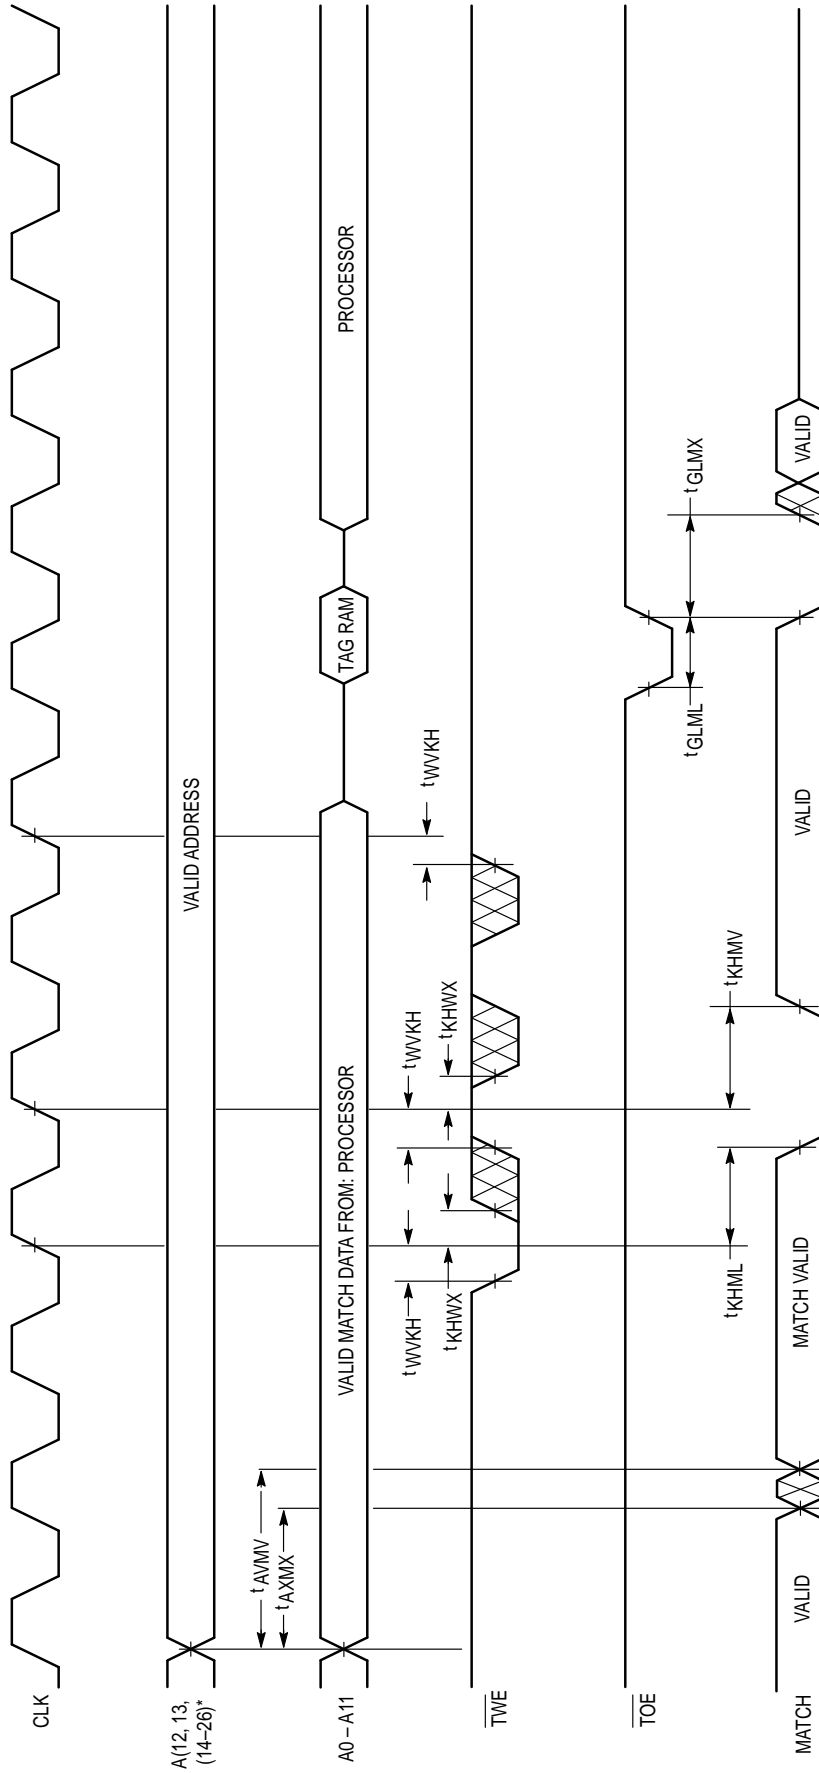 CLK
A(12, 13,
(14–26)*
VALID ADDRESS
tAVMV
tAXMX
A0 – A11
VALID MATCH DATA FROM: PROCESSOR
TAG RAM
PROCESSOR
tWVKH
tKHWX
tWVKH
tKHWX
tWVKH
TWE
TOE
tGLML
tGLMX
tKHML
tKHMV
MATCH
VALID
MATCH VALID
VALID
VALID